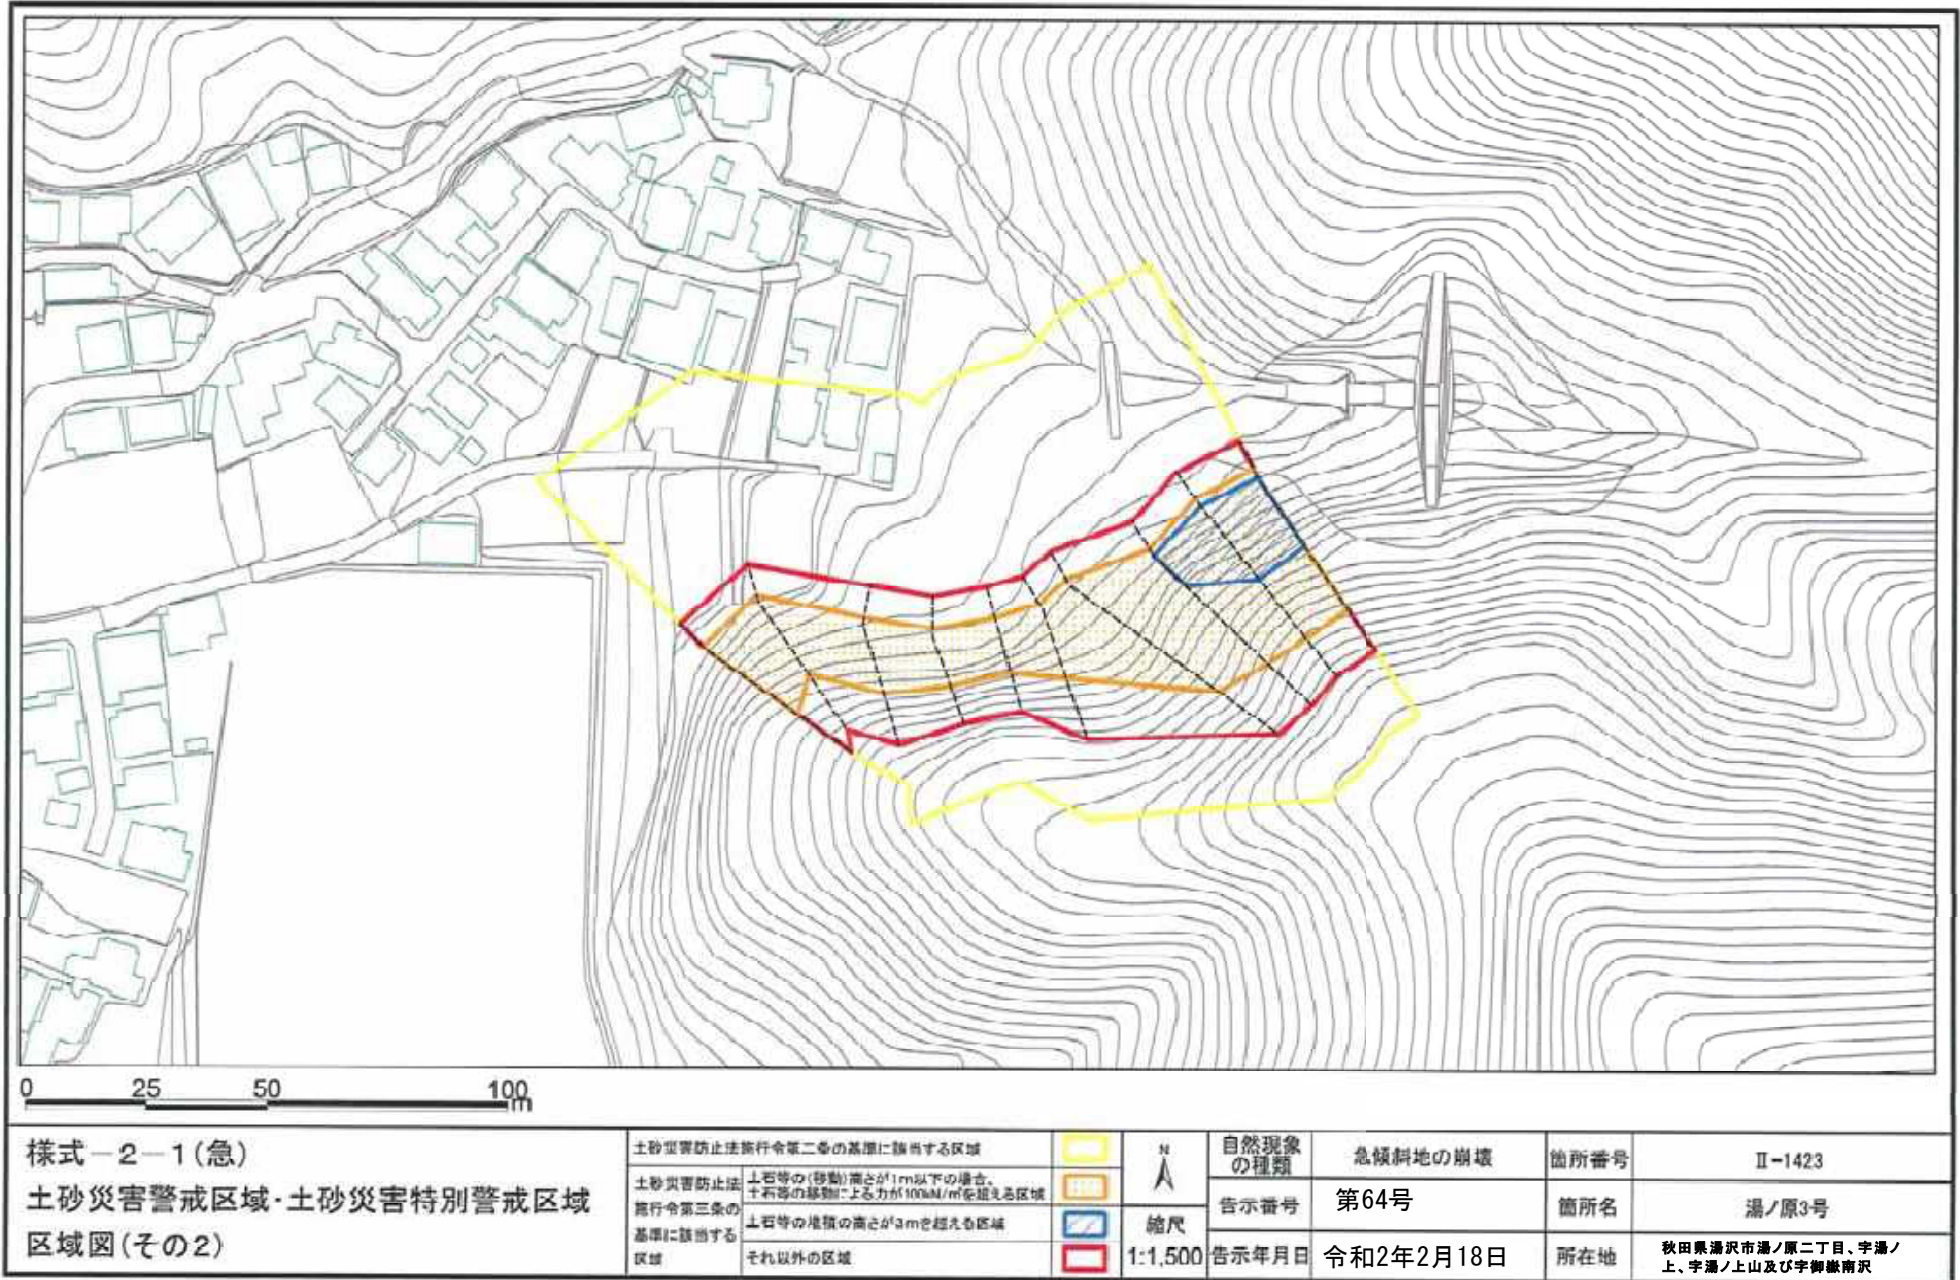 0 25 50 100
m
様式－2－1(急)
土砂災害警戒区域・土砂災害特別警戒区域
区域図(その2)
土砂災害防止法施行令第二条の基準に該当する区域
土砂災害防止法
施行令第三条の
基準に該当する
区域
土石等の(移動)高さが1m以下の場合、
土石等の移動による力が100kN/㎡を超える区域
土石等の堆積の高さが3mを超える区域
それ以外の区域
N
縮尺
1:1,500
自然現象
の種類
急傾斜地の崩壊
告示番号
第64号
告示年月日
令和2年2月18日
箇所番号
Ⅱ-1423
箇所名
湯ノ原3号
所在地
秋田県湯沢市湯ノ原二丁目、字湯ノ
上、字湯ノ上山及び字御嶽南沢